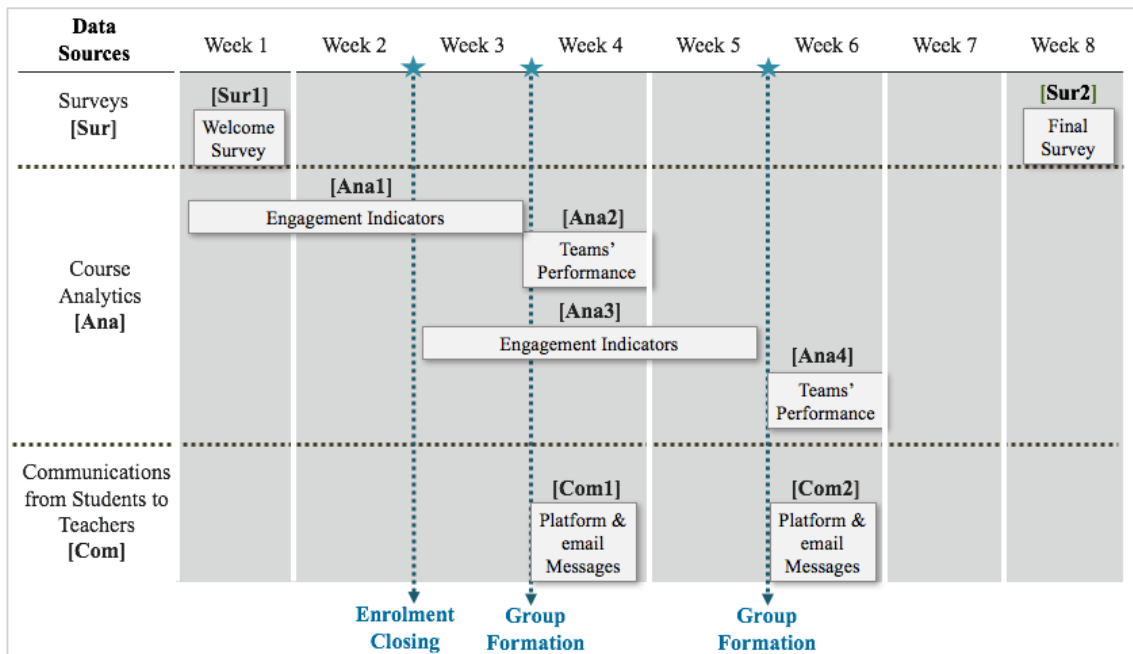 Data
Sources
Week 1
Week 2
Week 3
Week 4
Week 5
Week 6
Week 7
Week 8
Surveys
[Sur]
[Sur1]
Welcome
Survey
[Sur2]
Final
Survey
Course
Analytics
[Ana]
[Ana1]
Engagement Indicators
[Ana2]
Teams’
Performance
[Ana3]
Engagement Indicators
[Ana4]
Teams’
Performance
Communications
from Students to
Teachers
[Com]
[Com1]
Platform &
email
Messages
[Com2]
Platform &
email
Messages
Enrolment
Closing
Group
Formation
Group
Formation